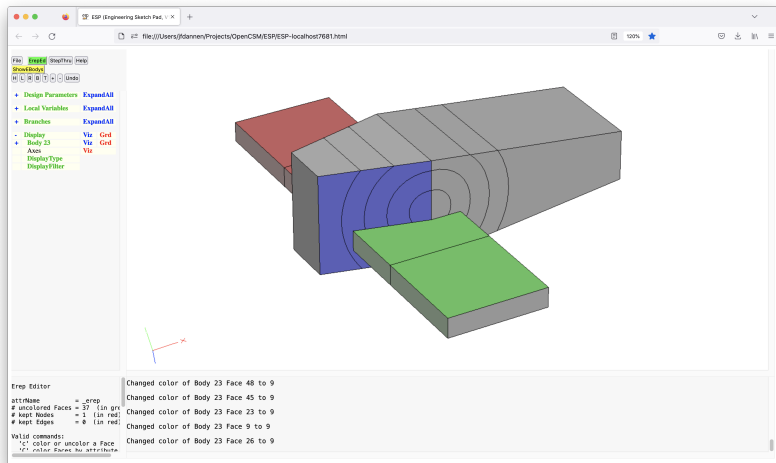 ESP (Engineering Sketch Pad, v
file:///Users/jfdannen/Projects/OpenCSM/ESP/ESP-localhost7681.html
120%
File ErepEd StepThru Help
ShowEBodys
H L R B T + - Undo
+ Design Parameters ExpandAll
+ Local Variables ExpandAll
+ Branches ExpandAll
- Display Viz Grd
+ Body 23 Viz Grd
Axes Viz
DisplayType
DisplayFilter
X
Erep Editor
attrName = _erep
# uncolored Faces = 37 (in gre
# kept Nodes = 1 (in red)
# kept Edges = 0 (in red)
Valid commands:
'c' color or uncolor a Face
'C' color Faces by attribute
Changed color of Body 23 Face 48 to 9
Changed color of Body 23 Face 45 to 9
Changed color of Body 23 Face 23 to 9
Changed color of Body 23 Face 9 to 9
Changed color of Body 23 Face 26 to 9